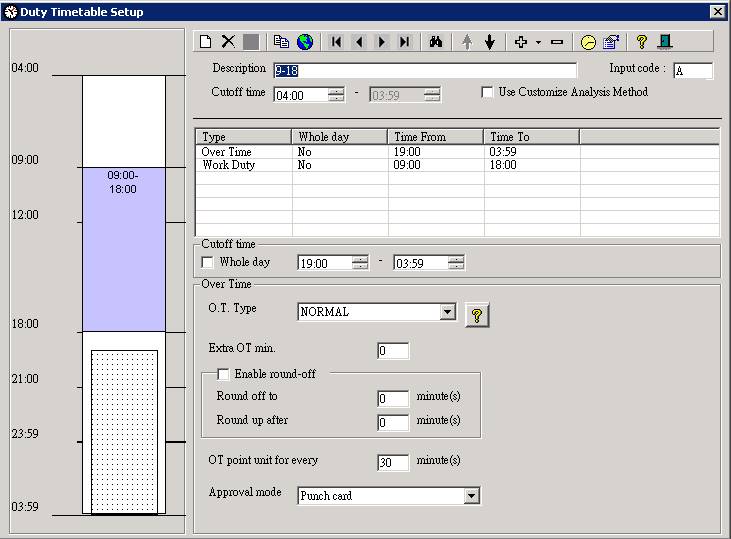 Duty Timetable Setup
04:00
09:00
09:00-
18:00
12:00
18:00
21:00
23:59
03:59
Description 9-18 Input code : A
Cutoff time 04:00 - 03:59 Use Customize Analysis Method
Type Whole day Time From Time To
Over Time No 19:00 03:59
Work Duty No 09:00 18:00
Cutoff time
Whole day 19:00 - 03:59
Over Time
O.T. Type NORMAL ?
Extra OT min. 0
Enable round-off
Round off to 0 minute(s)
Round up after 0 minute(s)
OT point unit for every 30 minute(s)
Approval mode Punch card